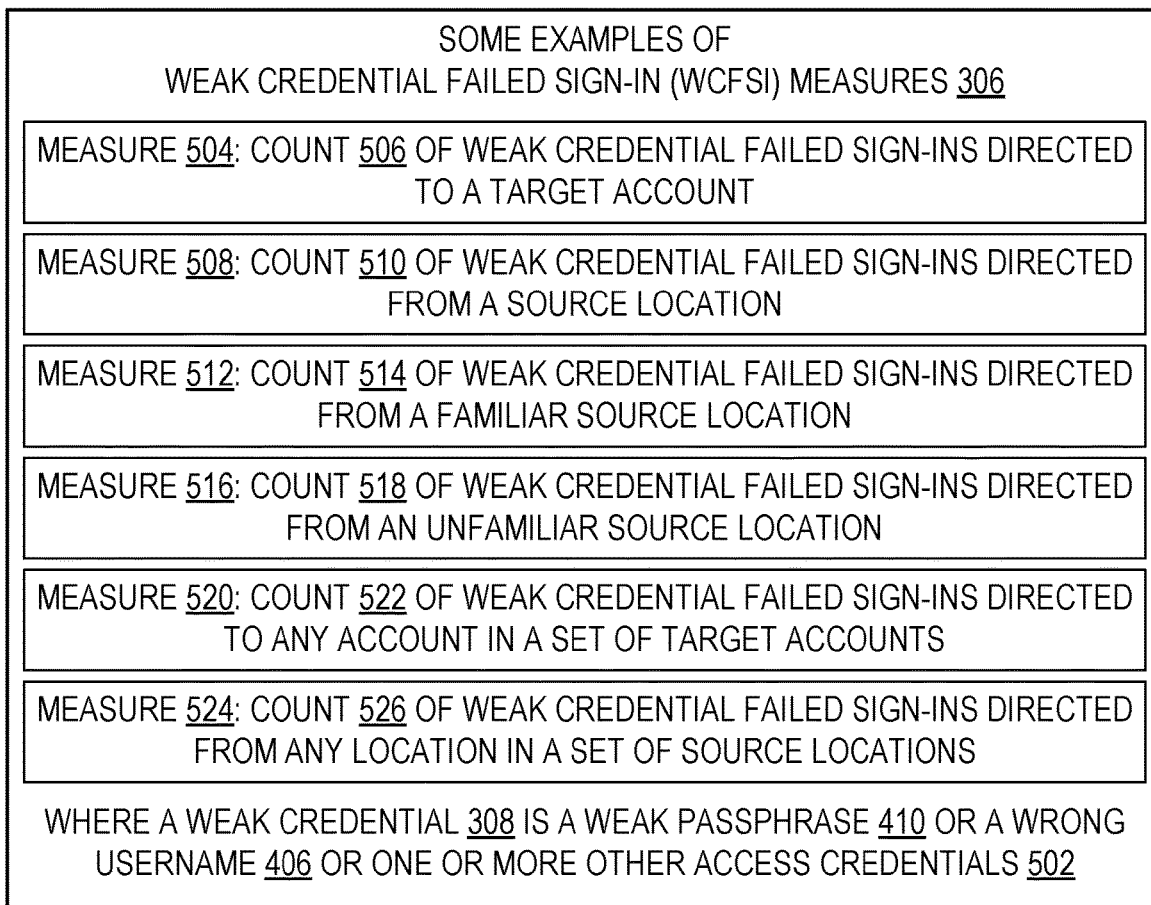 SOME EXAMPLES OF
WEAK CREDENTIAL FAILED SIGN-IN (WCFSI) MEASURES 306
MEASURE 504: COUNT 506 OF WEAK CREDENTIAL FAILED SIGN-INS DIRECTED
TO A TARGET ACCOUNT
MEASURE 508: COUNT 510 OF WEAK CREDENTIAL FAILED SIGN-INS DIRECTED
FROM A SOURCE LOCATION
MEASURE 512: COUNT 514 OF WEAK CREDENTIAL FAILED SIGN-INS DIRECTED
FROM A FAMILIAR SOURCE LOCATION
MEASURE 516: COUNT 518 OF WEAK CREDENTIAL FAILED SIGN-INS DIRECTED
FROM AN UNFAMILIAR SOURCE LOCATION
MEASURE 520: COUNT 522 OF WEAK CREDENTIAL FAILED SIGN-INS DIRECTED
TO ANY ACCOUNT IN A SET OF TARGET ACCOUNTS
MEASURE 524: COUNT 526 OF WEAK CREDENTIAL FAILED SIGN-INS DIRECTED
FROM ANY LOCATION IN A SET OF SOURCE LOCATIONS
WHERE A WEAK CREDENTIAL 308 IS A WEAK PASSPHRASE 410 OR A WRONG
USERNAME 406 OR ONE OR MORE OTHER ACCESS CREDENTIALS 502